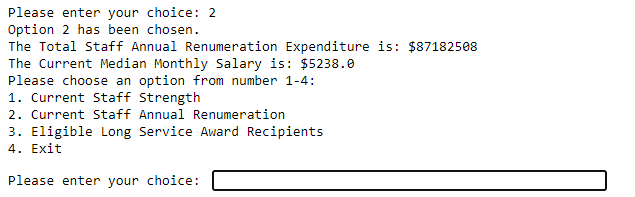 Please enter your choice: 2
Option 2 has been chosen.
The Total Staff Annual Renumeration Expenditure is: $87182508
The Current Median Monthly Salary is: $5238.0
Please choose an option from number 1-4:
1. Current Staff Strength
2. Current Staff Annual Renumeration
3. Eligible Long Service Award Recipients
4. Exit
Please enter your choice: